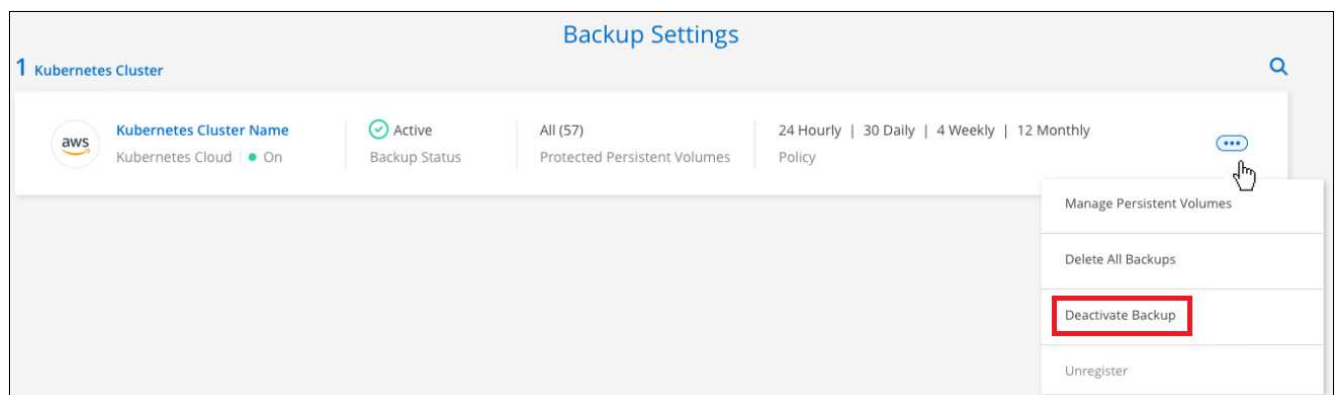 Backup Settings
1 Kubernetes Cluster
aws
Kubernetes Cluster Name
Active
All (57)
24 Hourly | 30 Daily | 4 Weekly | 12 Monthly
Kubernetes Cloud | On
Backup Status
Protected Persistent Volumes
Policy
Manage Persistent Volumes
Delete All Backups
Deactivate Backup
Unregister